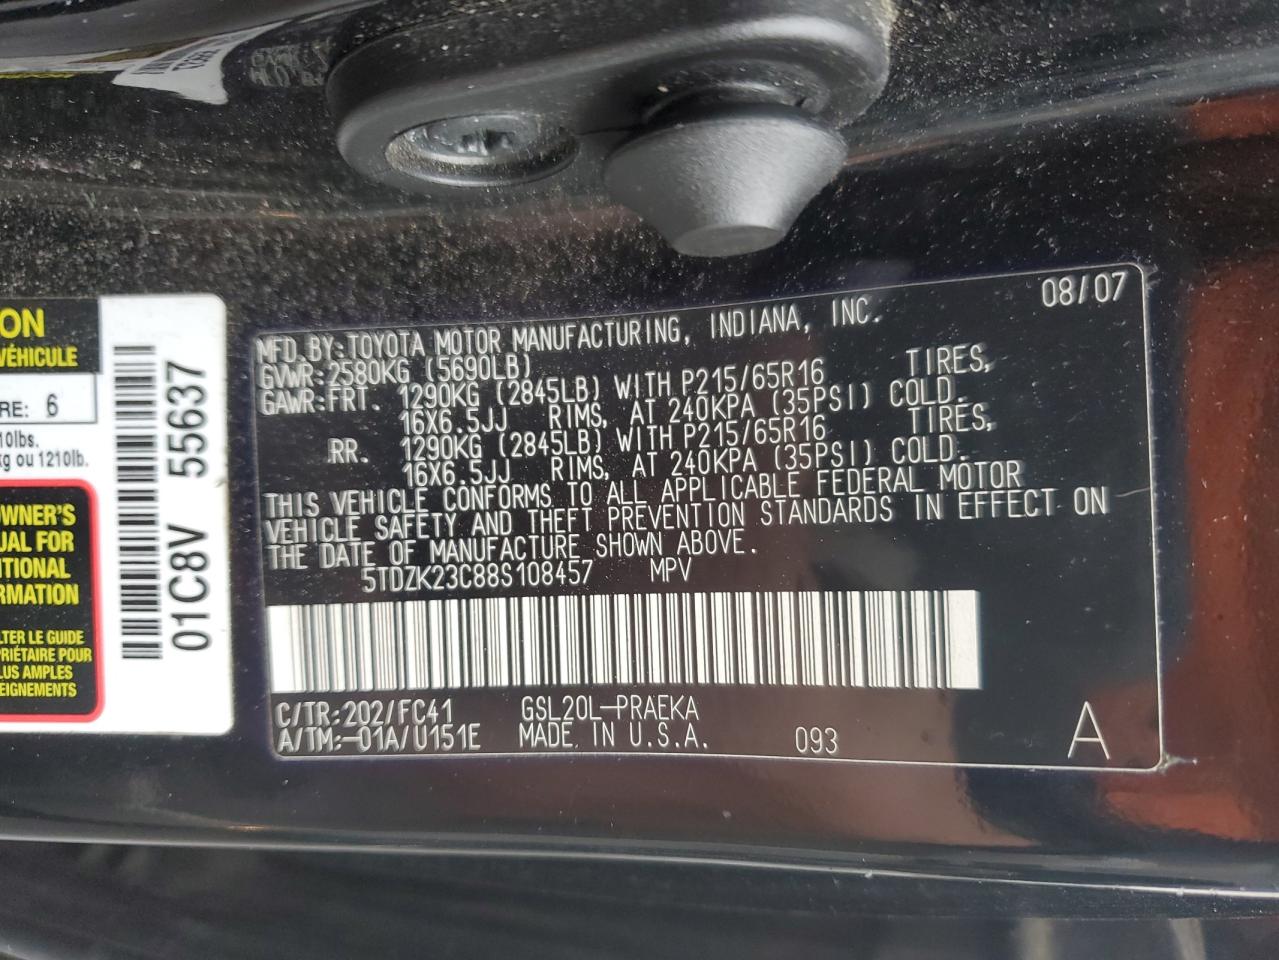 ON
VÉHICULE
RE: 6
10lbs.
kg ou 1210lb.
OWNER'S
UAL FOR
ITIONAL
RMATION
LTER LE GUIDE
PRIÉTAIRE POUR
LUS AMPLES
EIGNEMENTS
01C8V 55637
08/07
MFD.BY:TOYOTA MOTOR MANUFACTURING, INDIANA, INC.
GVWR:2580KG (5690LB)
GAWR:FRT. 1290KG (2845LB) WITH P215/65R16 TIRES,
16X6.5JJ RIMS, AT 240KPA (35PSI) COLD.
RR. 1290KG (2845LB) WITH P215/65R16 TIRES,
16X6.5JJ RIMS, AT 240KPA (35PSI) COLD.
THIS VEHICLE CONFORMS TO ALL APPLICABLE FEDERAL MOTOR
VEHICLE SAFETY AND THEFT PREVENTION STANDARDS IN EFFECT ON
THE DATE OF MANUFACTURE SHOWN ABOVE.
5TDZK23C88S108457 MPV
C/TR:202/FC41 GSL20L-PRAEKA
A/TM:-01A/U151E MADE IN U.S.A. 093 A